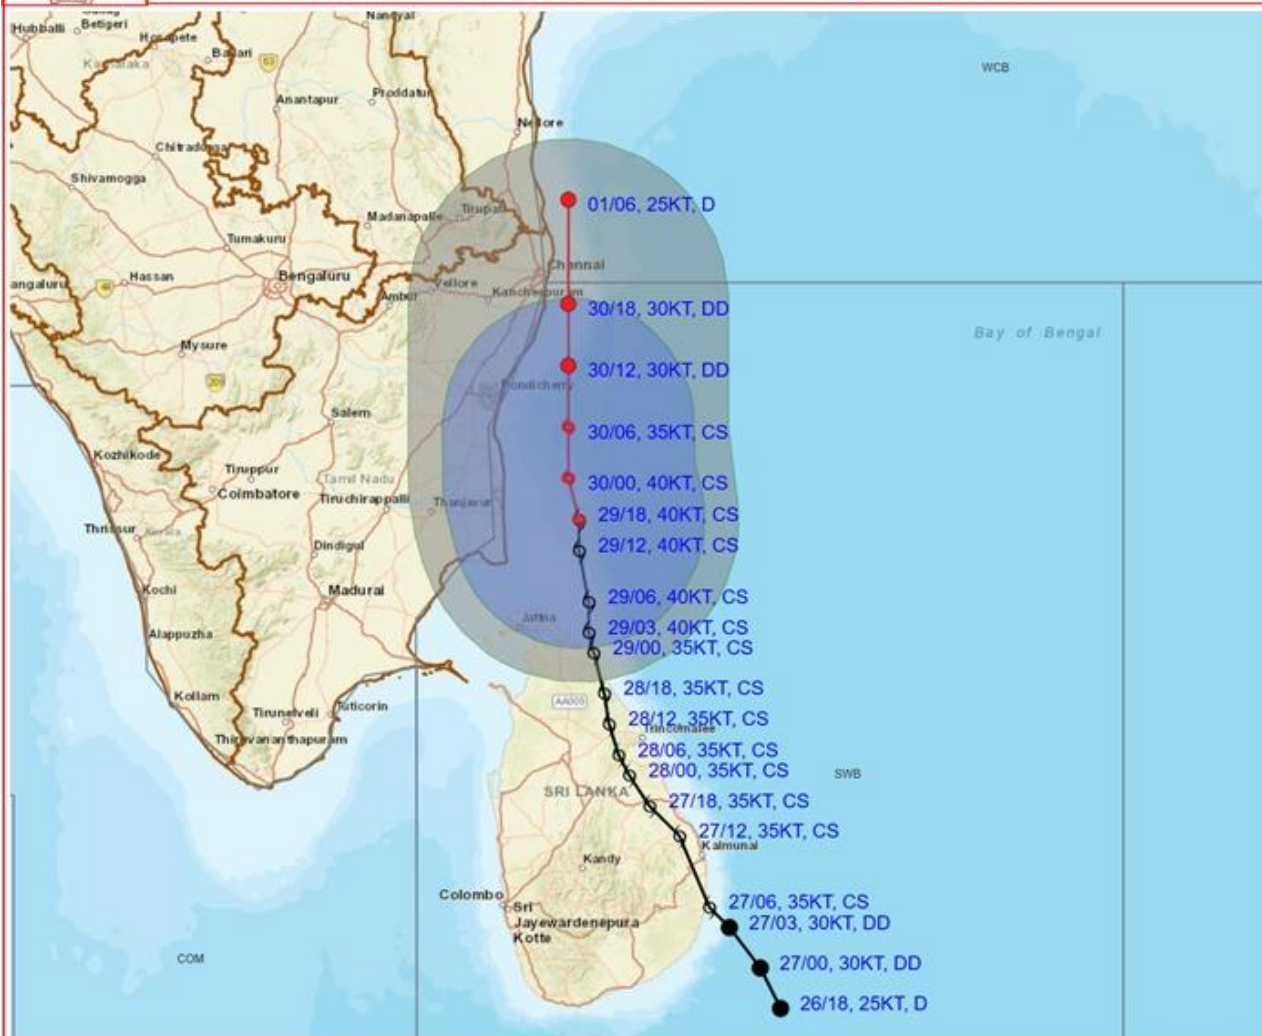 Nandyal
Hubballi
Betigeri
Hosapete
Ballari
Karnataka
WCB
Anantapur
Proddatur
Nellore
Chitradurga
Shivamogga
01/06, 25KT, D
Madanapalle
Tirupati
Tumakuru
Chennai
Bengaluru
Hassan
angaluru
Vellore
Kancheepuram
Ambur
30/18, 30KT, DD
Bay of Bengal
Mysure
30/12, 30KT, DD
Pondicherry
Salem
30/06, 35KT, CS
Kozhikode
Tiruppur
Coimbatore
Tamil Nadu
Tiruchirappalli
Thanjavur
30/00, 40KT, CS
29/18, 40KT, CS
Thrissur
Kerala
Dindigul
29/12, 40KT, CS
Kochi
Madurai
29/06, 40KT, CS
Jaffna
Alappuzha
29/03, 40KT, CS
29/00, 35KT, CS
Kollam
28/18, 35KT, CS
AA009
Tuticorin
Tirunelveli
28/12, 35KT, CS
Trincomalee
Thiruvananthapuram
28/06, 35KT, CS
28/00, 35KT, CS
SWB
SRI LANKA
27/18, 35KT, CS
27/12, 35KT, CS
Kalmunai
Kandy
Colombo
Sri
Jayewardenepura
Kotte
27/06, 35KT, CS
27/03, 30KT, DD
COM
27/00, 30KT, DD
26/18, 25KT, D